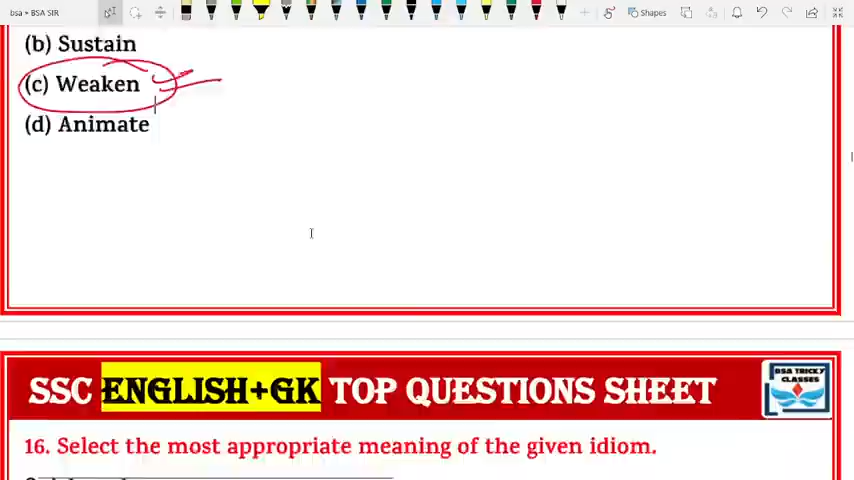 bsa • BSA SIR
Shapes
(b) Sustain
(c) Weaken
(d) Animate
SSC ENGLISH+GK TOP QUESTIONS SHEET
BSA TRICKY
CLASSES
16. Select the most appropriate meaning of the given idiom.